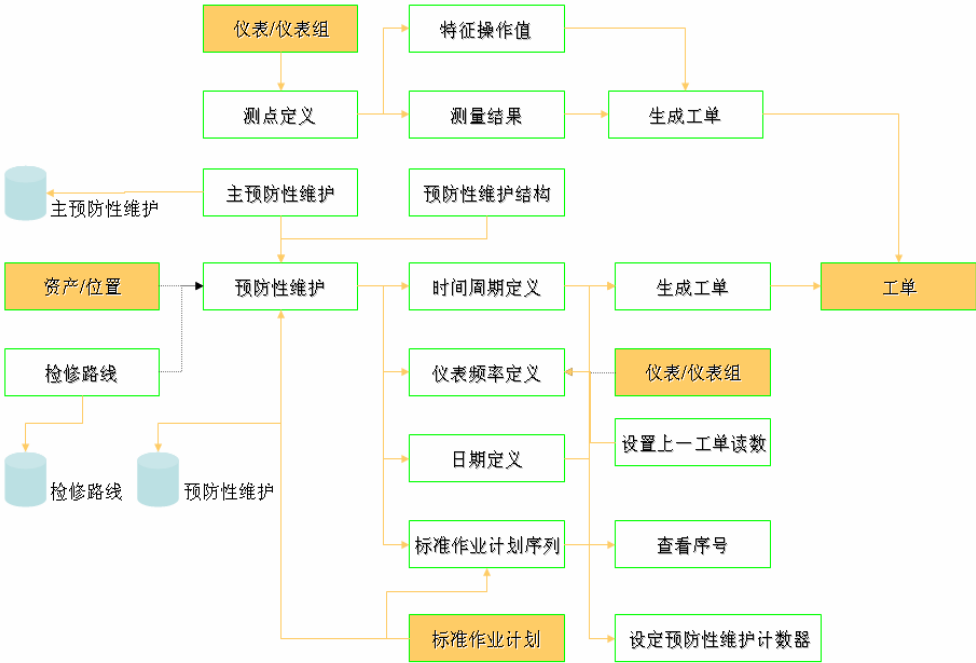 仪表/仪表组
特征操作值
测点定义
测量结果
生成工单
主预防性维护
主预防性维护
预防性维护结构
资产/位置
预防性维护
时间周期定义
生成工单
工单
检修路线
仪表频率定义
仪表/仪表组
设置上一工单读数
日期定义
检修路线
预防性维护
标准作业计划序列
查看序号
标准作业计划
设定预防性维护计数器